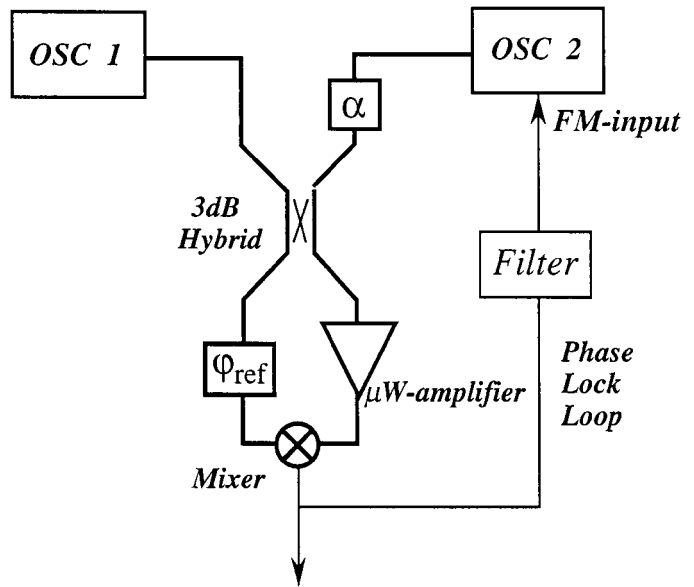 OSC 1
OSC 2
α
FM-input
3dB
Hybrid
Filter
φref
μW-amplifier
Phase
Lock
Loop
Mixer